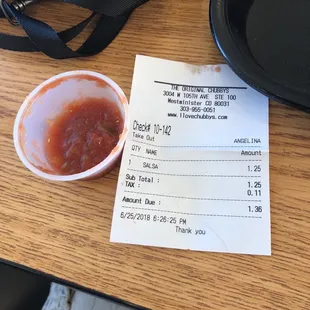 THE ORIGINAL CHUBBYS
3004 W 105TH AVE STE 100
Westminster CO 80031
303-955-0051
www.ilovechubbys.com
Check# 10-142
Take Out
ANGELINA
QTY NAME Amount
1 SALSA 1.25
Sub Total : 1.25
TAX : 0.11
Amount Due : 1.36
6/25/2018 6:26:25 PM
Thank you